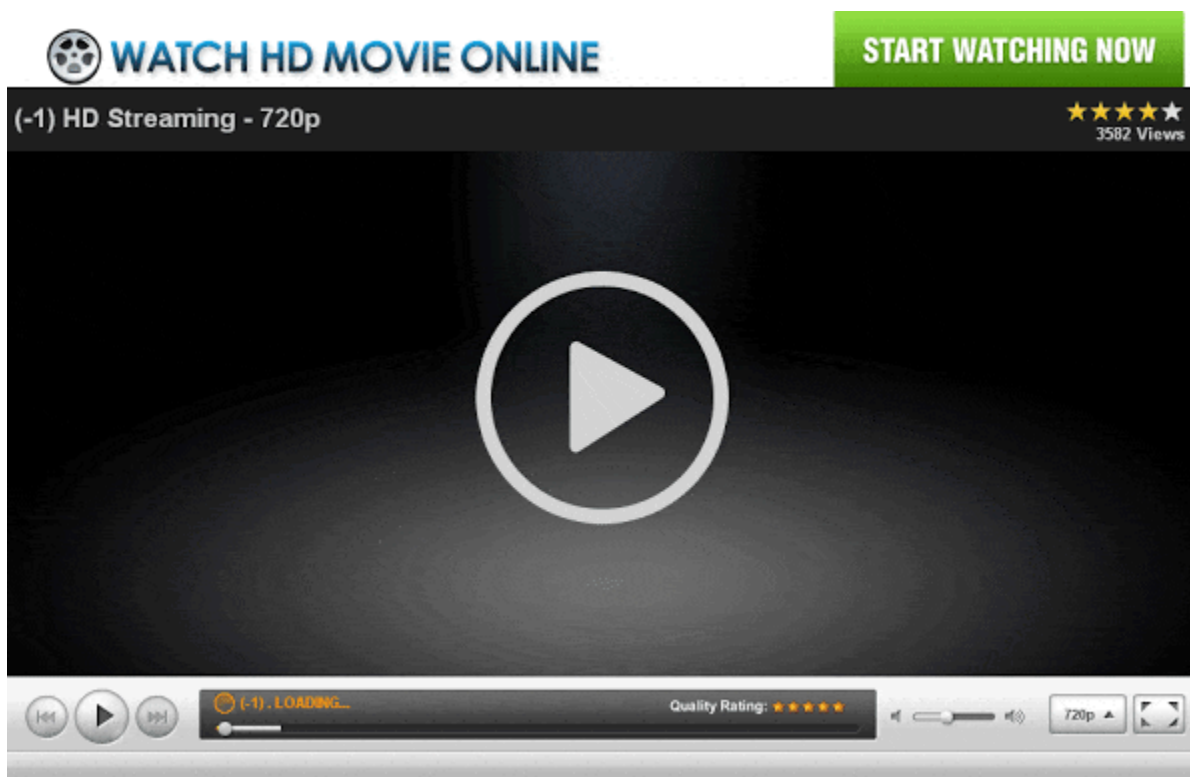 WATCH HD MOVIE ONLINE
START WATCHING NOW
(-1) HD Streaming - 720p
3582 Views
(-1) . LOADING...
Quality Rating:
720p